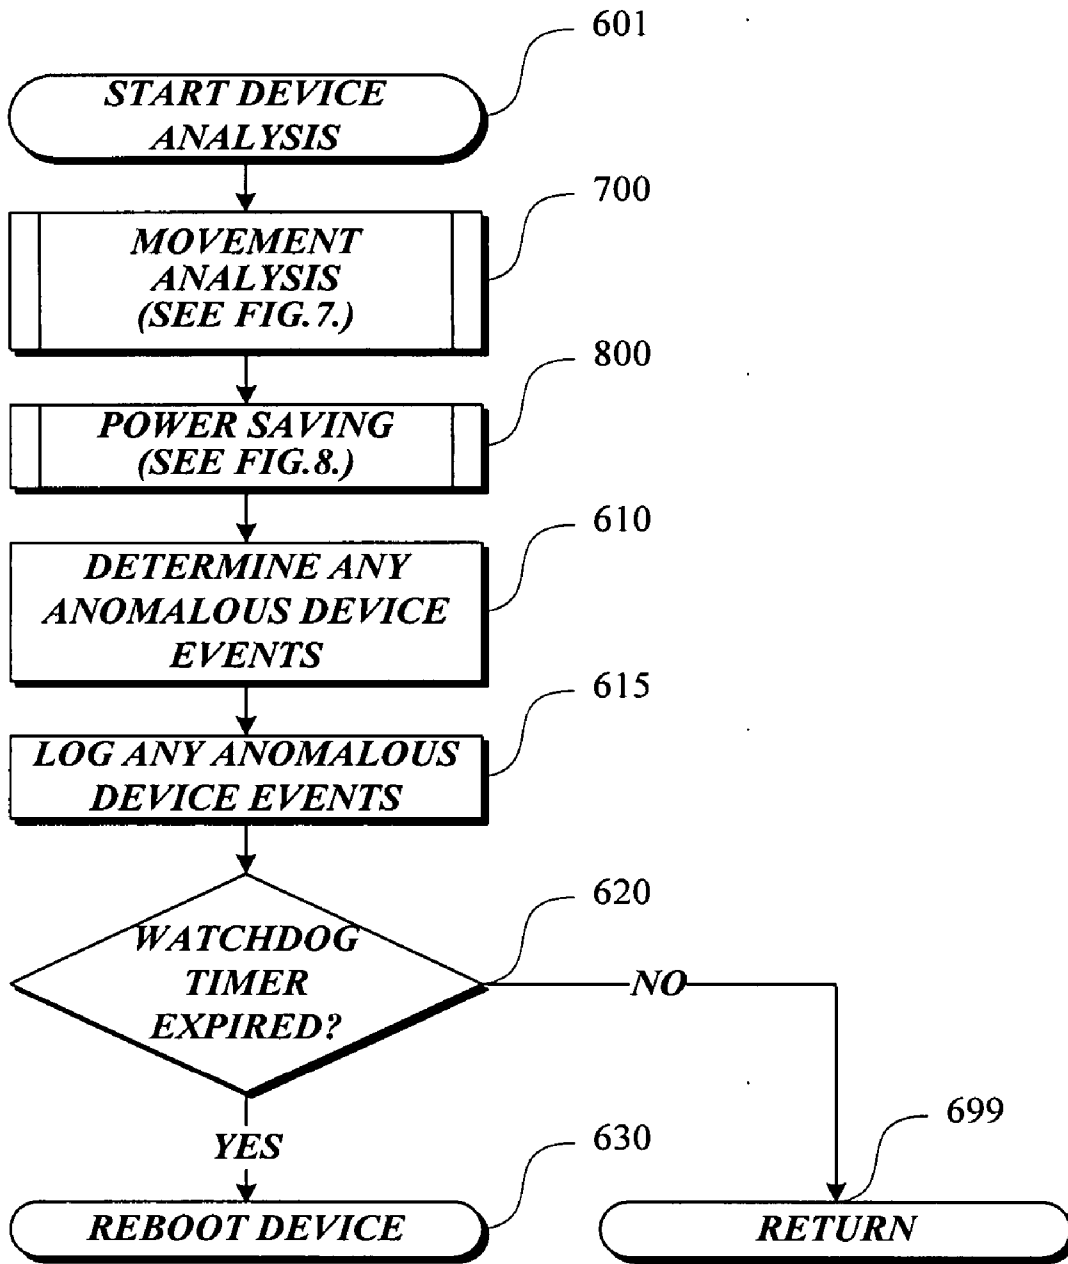 601
START DEVICE
ANALYSIS
700
MOVEMENT
ANALYSIS
(SEE FIG.7.)
800
POWER SAVING
(SEE FIG.8.)
610
DETERMINE ANY
ANOMALOUS DEVICE
EVENTS
615
LOG ANY ANOMALOUS
DEVICE EVENTS
620
WATCHDOG
TIMER
EXPIRED?
NO
YES
630
REBOOT DEVICE
699
RETURN